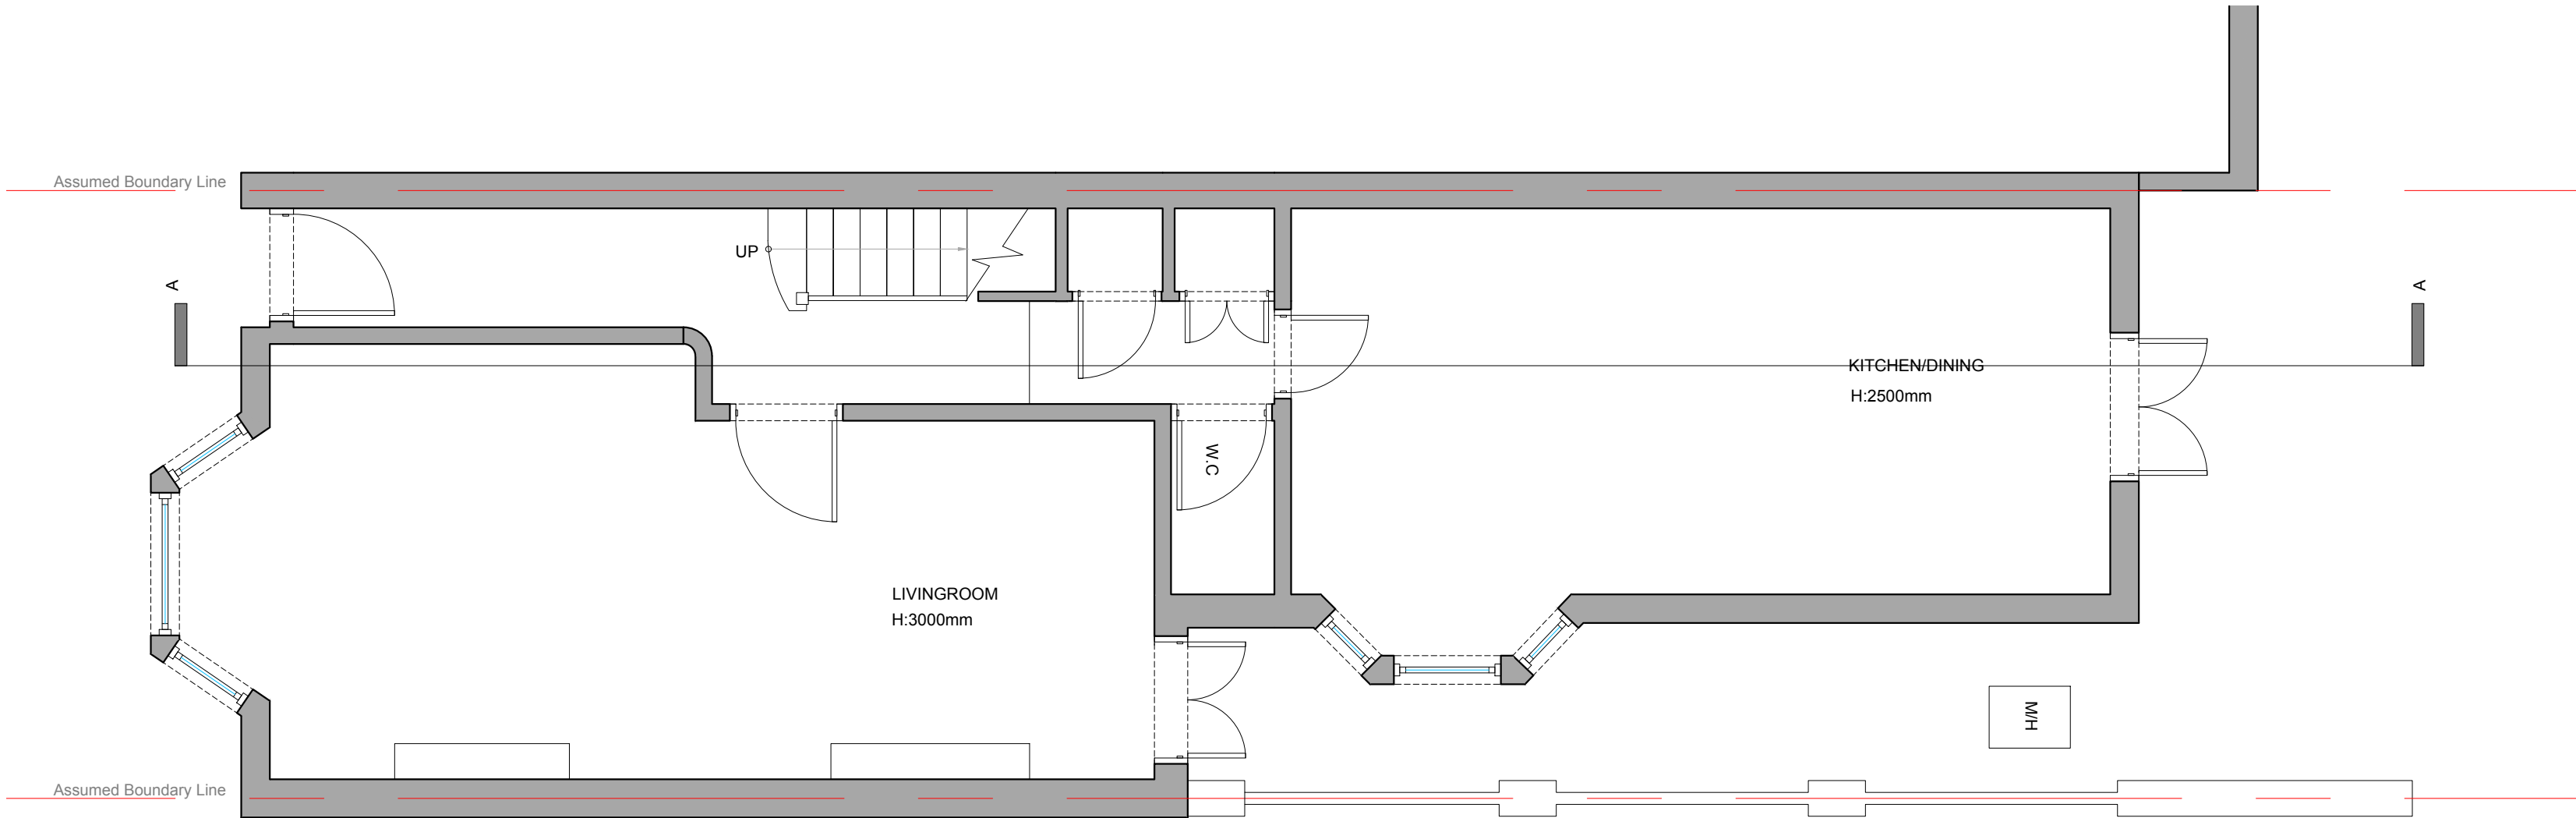 Assumed Boundary Line
UP
A
A
KITCHEN/DINING
H:2500mm
W.C
LIVINGROOM
H:3000mm
M/H
Assumed Boundary Line